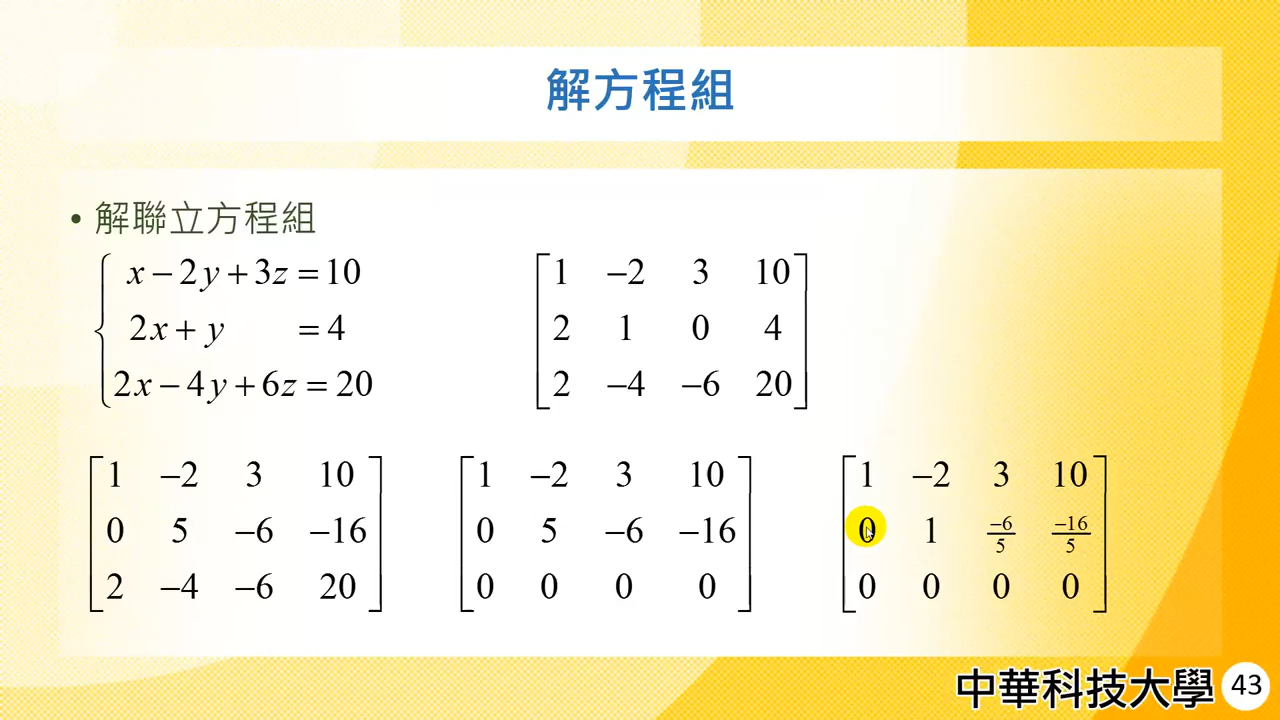 解方程組
• 解聯立方程組
x − 2y + 3z = 10
2x + y = 4
2x − 4y + 6z = 20
1 −2 3 10
2 1 0 4
2 −4 −6 20
1 −2 3 10
0 5 −6 −16
2 −4 −6 20
1 −2 3 10
0 5 −6 −16
0 0 0 0
1 −2 3 10
0 1 −6/5 −16/5
0 0 0 0
中華科技大學 43